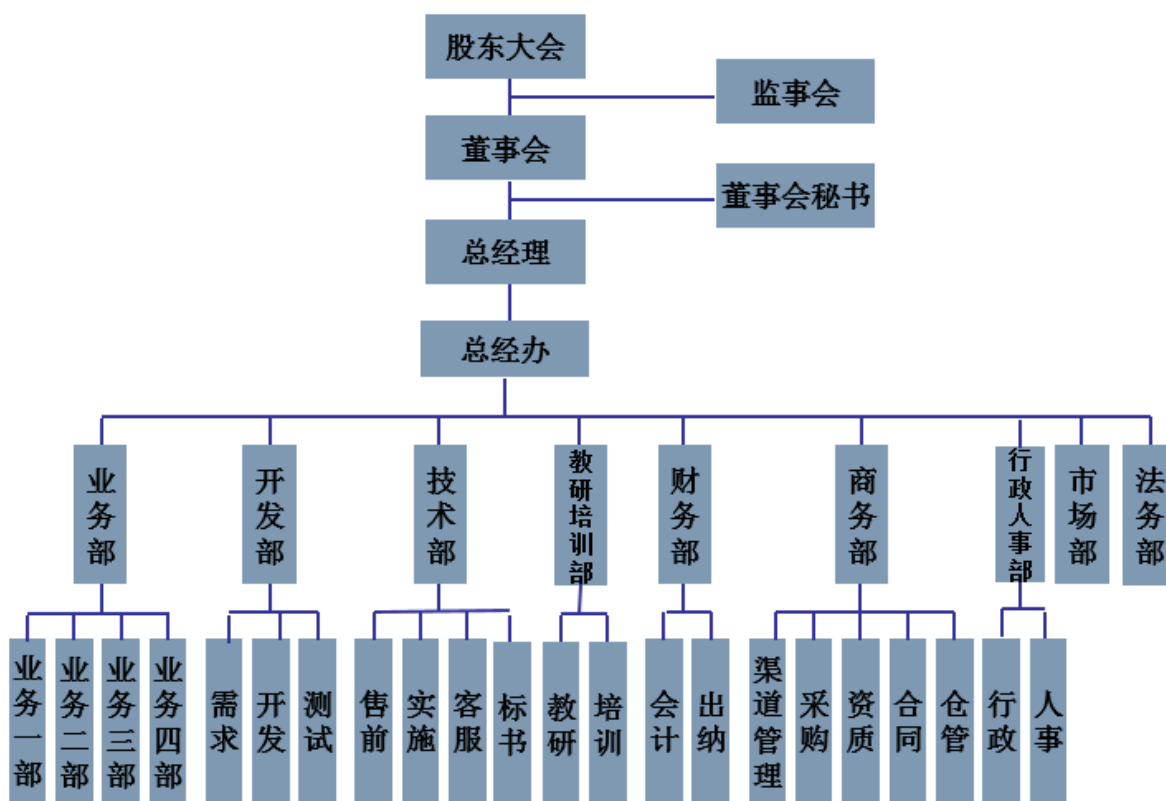 股东大会
监事会
董事会
董事会秘书
总经理
总经办
业务部
开发部
技术部
教研培训部
财务部
商务部
行政人事部
市场部
法务部
业务一部
业务二部
业务三部
业务四部
需求
开发
测试
售前
实施
客服
标书
教研
培训
会计
出纳
渠道管理
采购
资质
合同
仓管
行政
人事